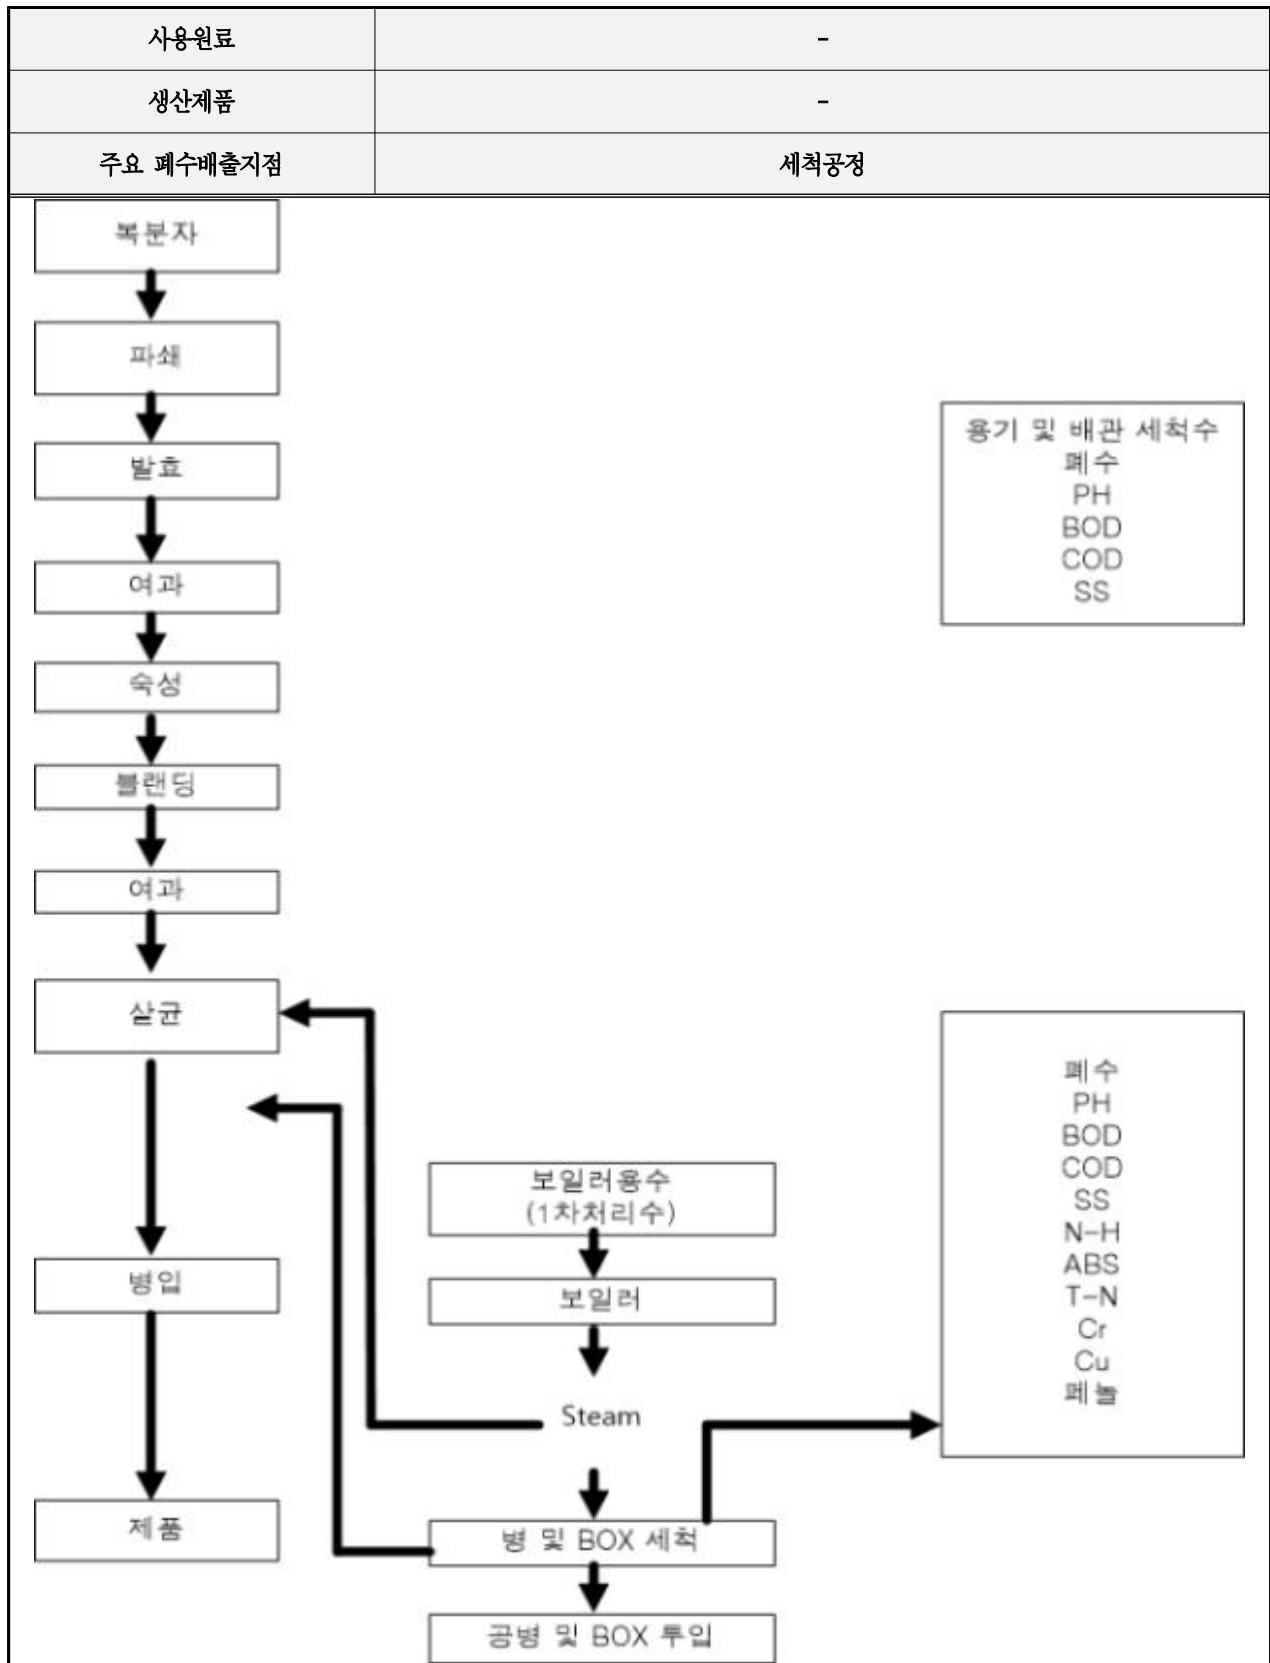 사용원료 -
생산제품 -
주요 폐수배출지점 세척공정
복분자
파쇄
발효
여과
숙성
블랜딩
여과
살균
병입
제품
보일러용수
(1차처리수)
보일러
Steam
병 및 BOX 세척
공병 및 BOX 투입
용기 및 배관 세척수
폐수
PH
BOD
COD
SS
폐수
PH
BOD
COD
SS
N-H
ABS
T-N
Cr
Cu
페놀